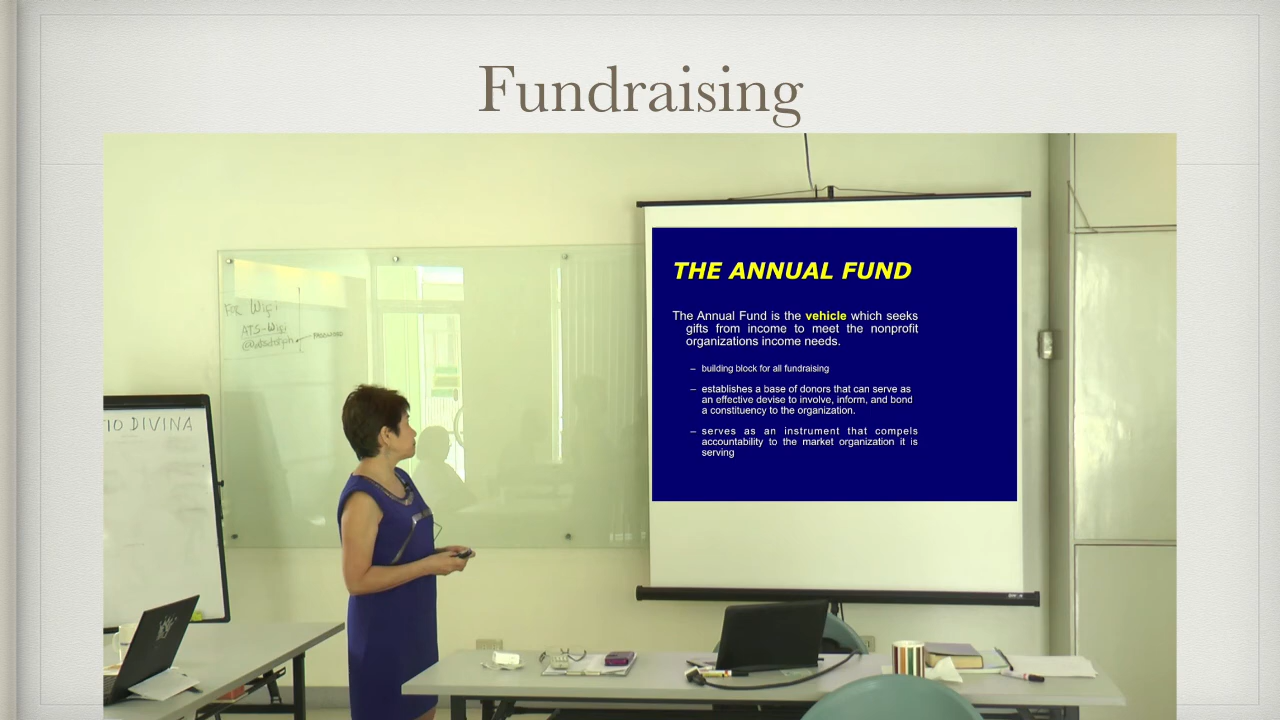 Fundraising
THE ANNUAL FUND
The Annual Fund is the vehicle which seeks
gifts from income to meet the nonprofit
organizations income needs.
– building block for all fundraising
– establishes a base of donors that can serve as
an effective devise to involve, inform, and bond
a constituency to the organization.
– serves as an instrument that compels
accountability to the market organization it is
serving
For Wifi
ATS-Wifi
PASSWORD
IO DIVINA